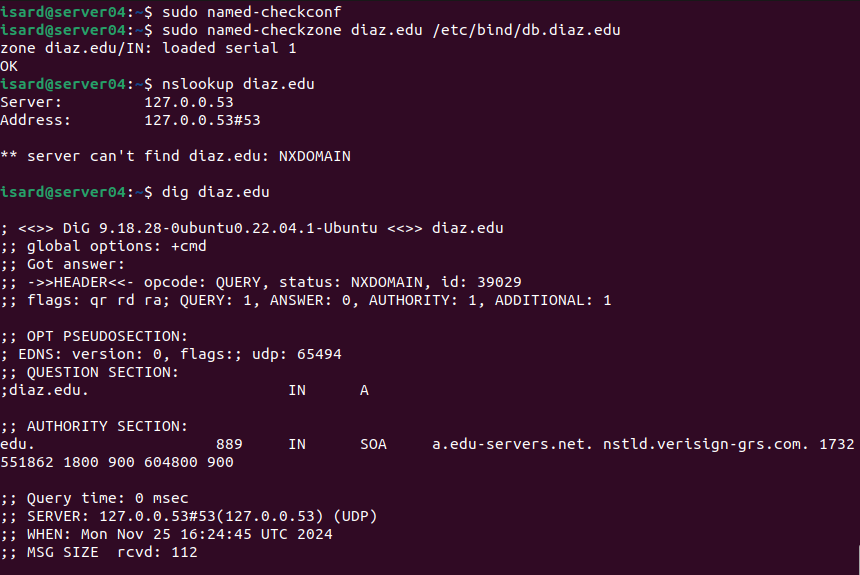 isard@server04:~$ sudo named-checkconf
isard@server04:~$ sudo named-checkzone diaz.edu /etc/bind/db.diaz.edu
zone diaz.edu/IN: loaded serial 1
OK
isard@server04:~$ nslookup diaz.edu
Server:         127.0.0.53
Address:        127.0.0.53#53

** server can't find diaz.edu: NXDOMAIN

isard@server04:~$ dig diaz.edu

; <<>> DiG 9.18.28-0ubuntu0.22.04.1-Ubuntu <<>> diaz.edu
;; global options: +cmd
;; Got answer:
;; ->>HEADER<<- opcode: QUERY, status: NXDOMAIN, id: 39029
;; flags: qr rd ra; QUERY: 1, ANSWER: 0, AUTHORITY: 1, ADDITIONAL: 1

;; OPT PSEUDOSECTION:
; EDNS: version: 0, flags:; udp: 65494
;; QUESTION SECTION:
;diaz.edu.                      IN      A

;; AUTHORITY SECTION:
edu.                    889     IN      SOA     a.edu-servers.net. nstld.verisign-grs.com. 1732
551862 1800 900 604800 900

;; Query time: 0 msec
;; SERVER: 127.0.0.53#53(127.0.0.53) (UDP)
;; WHEN: Mon Nov 25 16:24:45 UTC 2024
;; MSG SIZE  rcvd: 112